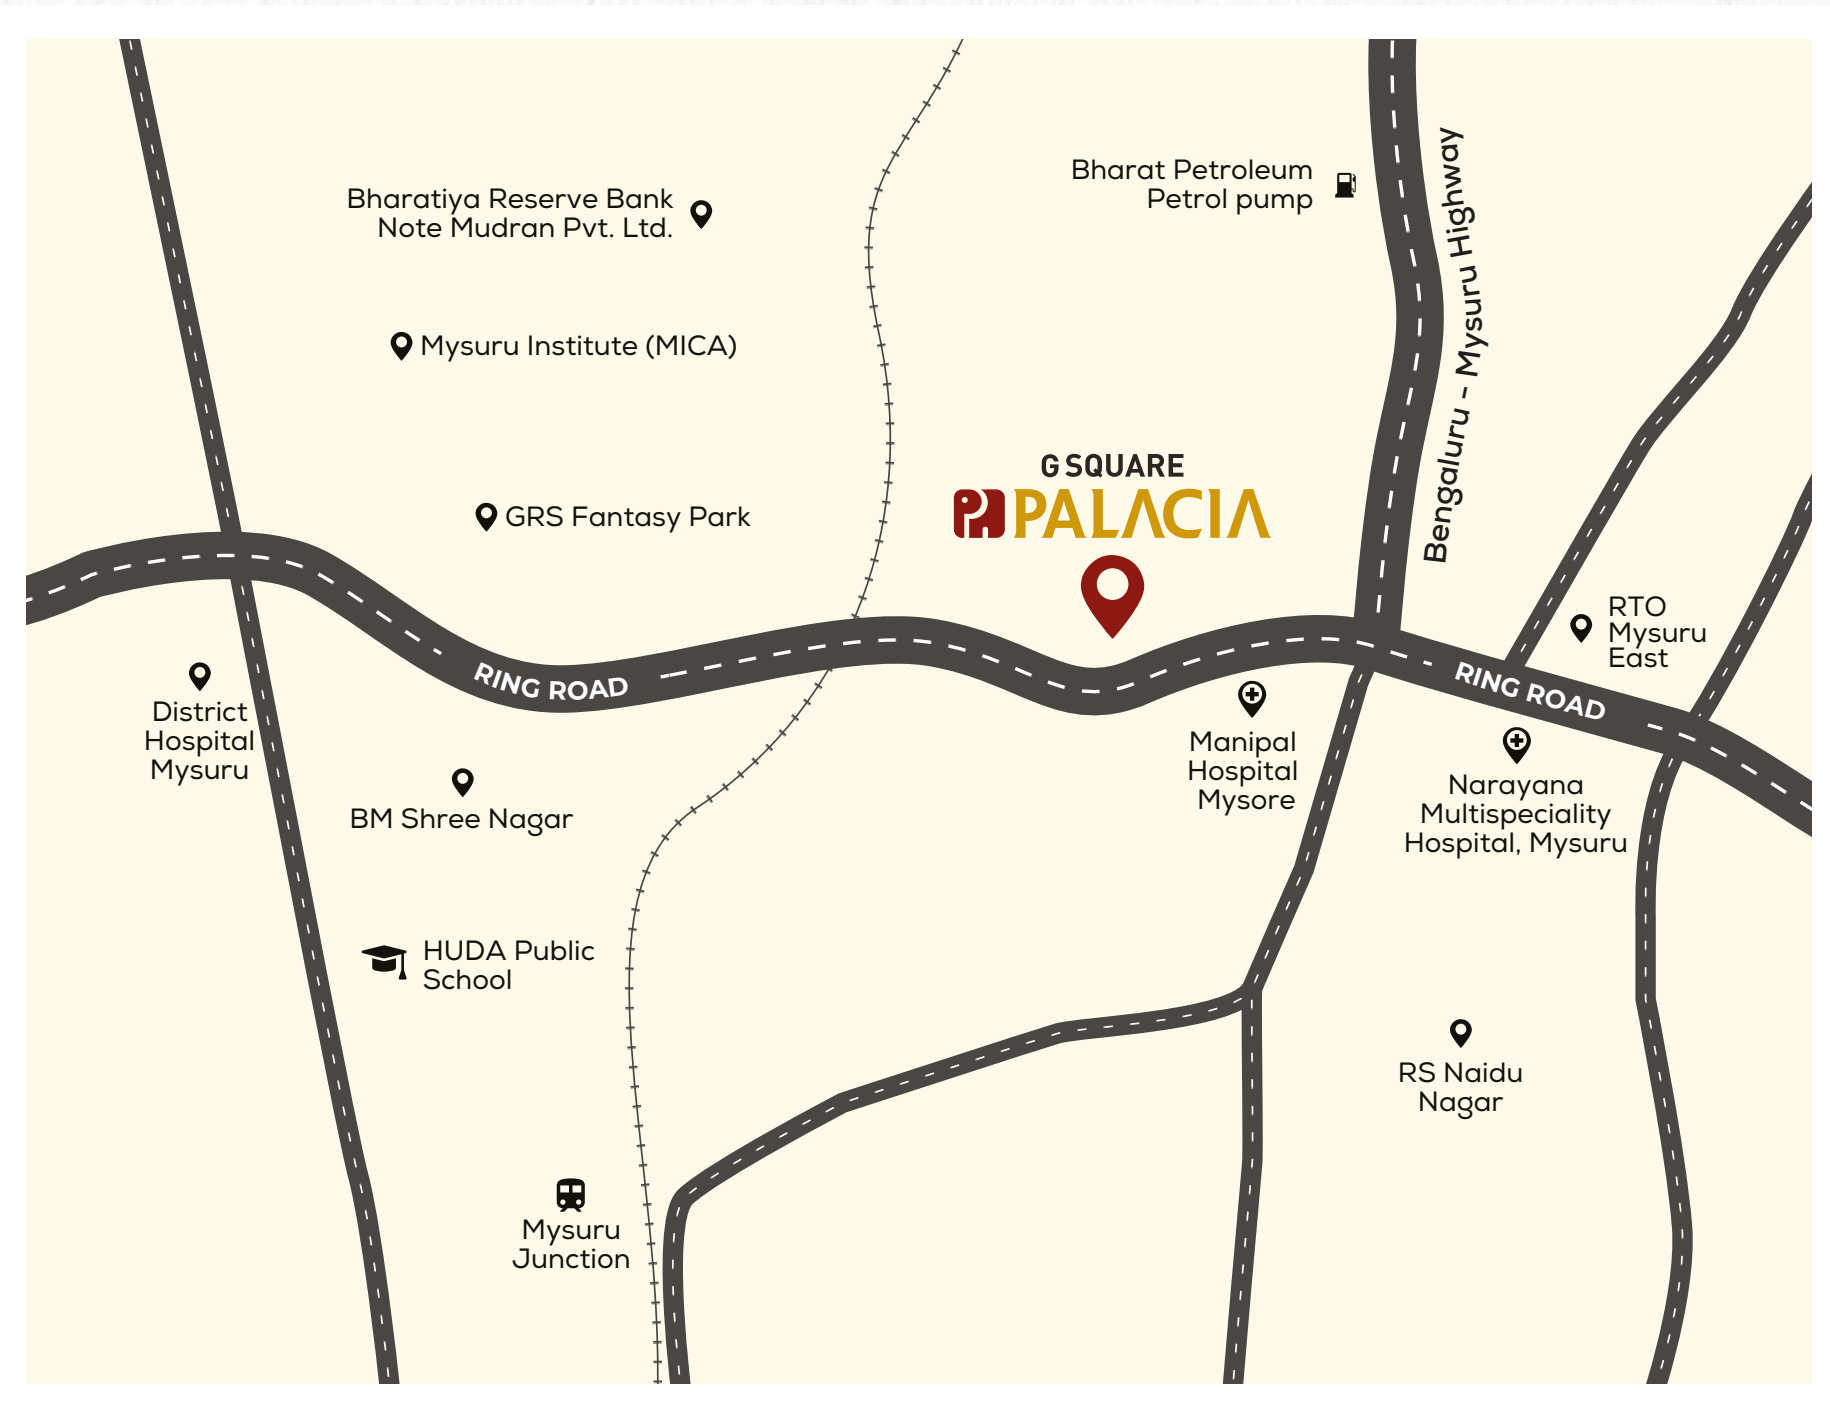 Bharat Petroleum
Petrol pump
Bengaluru - Mysuru Highway
Bharatiya Reserve Bank
Note Mudran Pvt. Ltd.
Mysuru Institute (MICA)
G SQUARE
PALACIA
GRS Fantasy Park
RTO
Mysuru
East
RING ROAD
RING ROAD
District
Hospital
Mysuru
Manipal
Hospital
Mysore
Narayana
Multispeciality
Hospital, Mysuru
BM Shree Nagar
HUDA Public
School
RS Naidu
Nagar
Mysuru
Junction